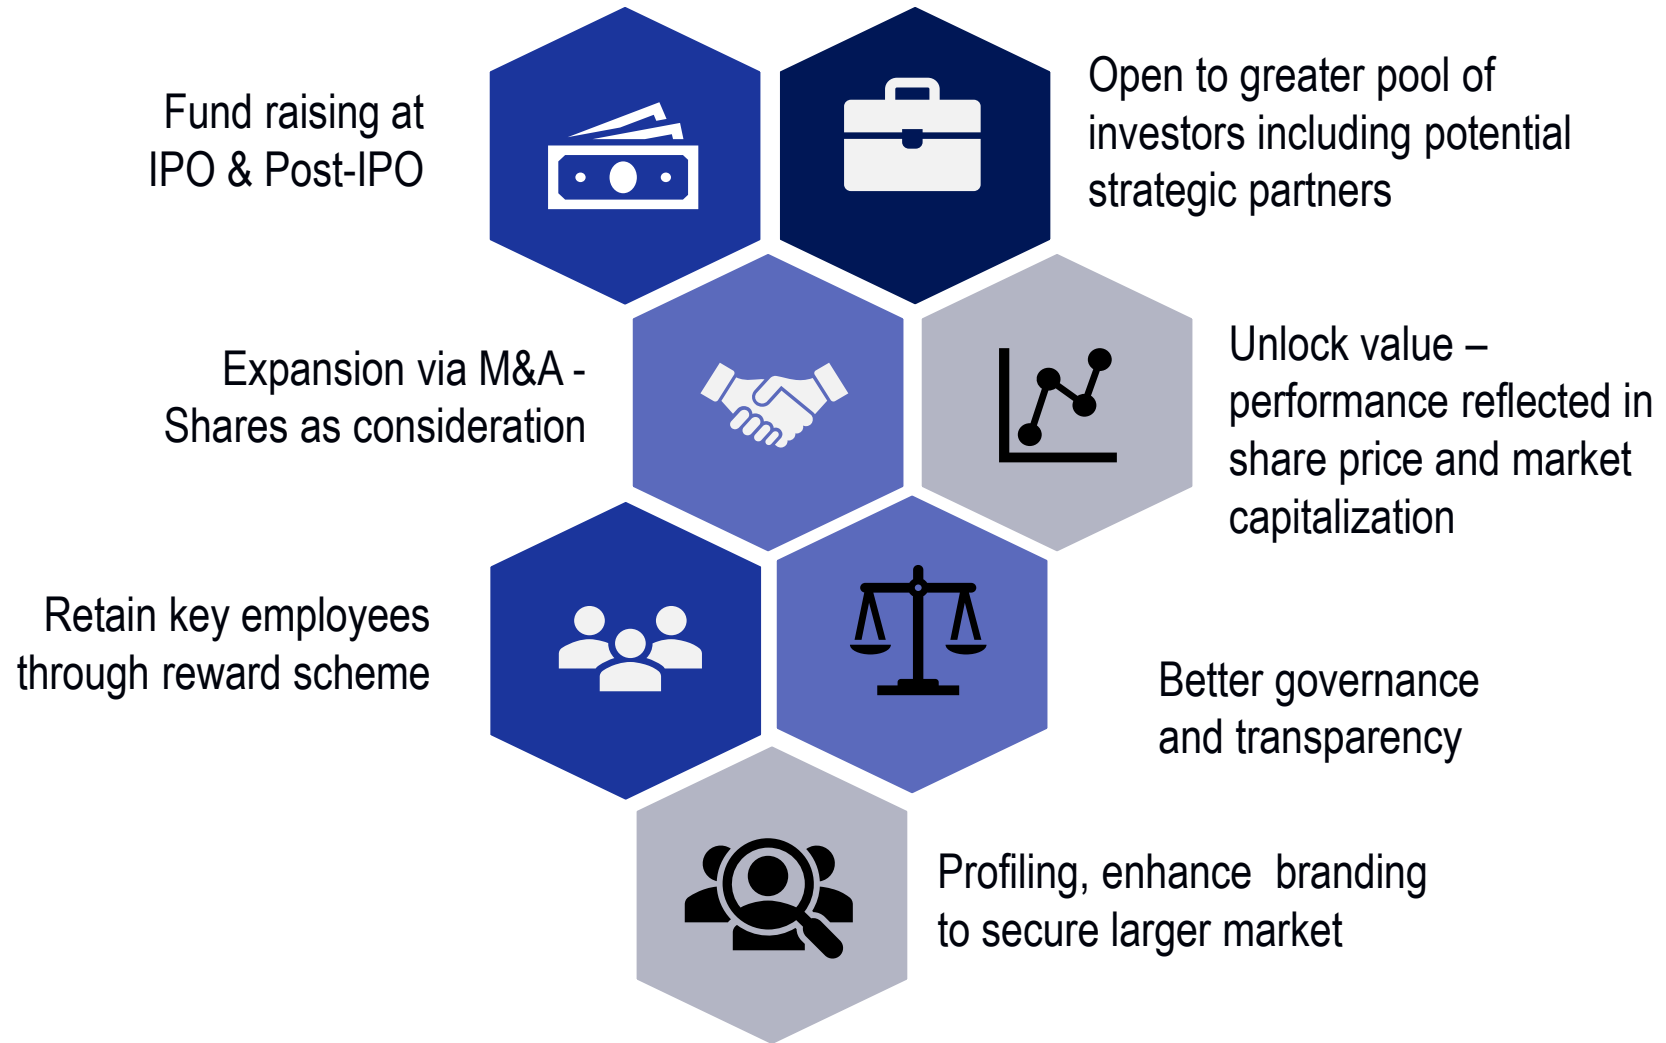 Fund raising at
IPO & Post-IPO
Open to greater pool of
investors including potential
strategic partners
Expansion via M&A -
Shares as consideration
Unlock value –
performance reflected in
share price and market
capitalization
Retain key employees
through reward scheme
Better governance
and transparency
Profiling, enhance  branding
to secure larger market